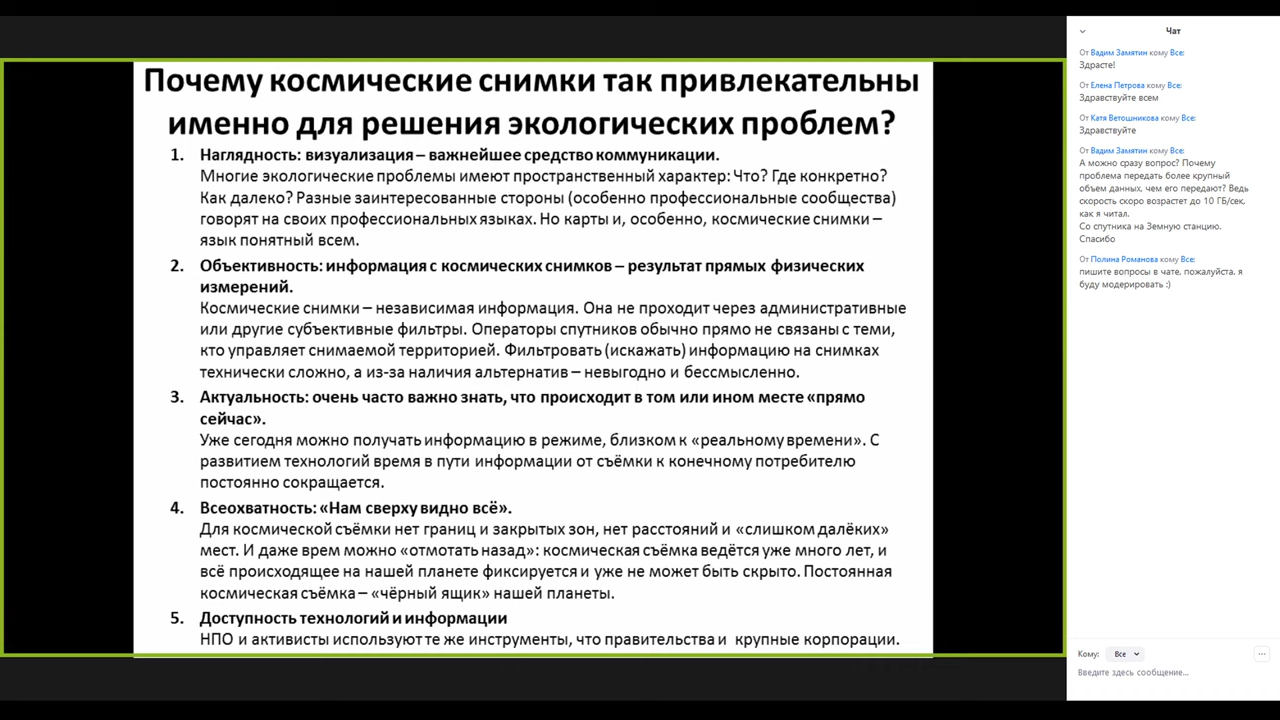 Почему космические снимки так привлекательны
именно для решения экологических проблем?
1. Наглядность: визуализация – важнейшее средство коммуникации.
Многие экологические проблемы имеют пространственный характер: Что? Где конкретно?
Как далеко? Разные заинтересованные стороны (особенно профессиональные сообщества)
говорят на своих профессиональных языках. Но карты и, особенно, космические снимки –
язык понятный всем.
2. Объективность: информация с космических снимков – результат прямых физических
измерений.
Космические снимки – независимая информация. Она не проходит через административные
или другие субъективные фильтры. Операторы спутников обычно прямо не связаны с теми,
кто управляет снимаемой территорией. Фильтровать (искажать) информацию на снимках
технически сложно, а из-за наличия альтернатив – невыгодно и бессмысленно.
3. Актуальность: очень часто важно знать, что происходит в том или ином месте «прямо
сейчас».
Уже сегодня можно получать информацию в режиме, близком к «реальному времени». С
развитием технологий время в пути информации от съёмки к конечному потребителю
постоянно сокращается.
4. Всеохватность: «Нам сверху видно всё».
Для космической съёмки нет границ и закрытых зон, нет расстояний и «слишком далёких»
мест. И даже врем можно «отмотать назад»: космическая съёмка ведётся уже много лет, и
всё происходящее на нашей планете фиксируется и уже не может быть скрыто. Постоянная
космическая съёмка – «чёрный ящик» нашей планеты.
5. Доступность технологий и информации
НПО и активисты используют те же инструменты, что правительства и крупные корпорации.
Чат
От Вадим Замятин кому Все:
Здрасте!
От Елена Петрова кому Все:
Здравствуйте всем
От Катя Ветошникова кому Все:
Здравствуйте
От Вадим Замятин кому Все:
А можно сразу вопрос? Почему
проблема передать более крупный
объем данных, чем его передают? Ведь
скорость скоро возрастет до 10 ГБ/сек,
как я читал.
Со спутника на Земную станцию.
Спасибо
От Полина Романова кому Все:
пишите вопросы в чате, пожалуйста, я
буду модерировать :)
Кому: Все
Введите здесь сообщение...